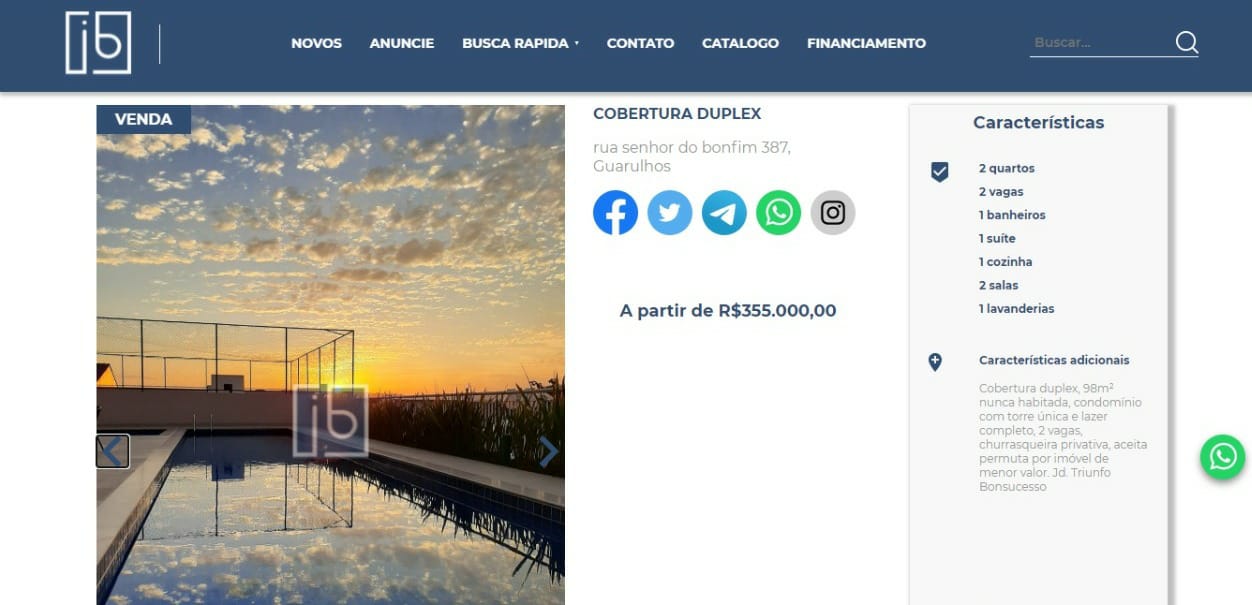 jb
NOVOS
ANUNCIE
BUSCA RAPIDA ▾
CONTATO
CATALOGO
FINANCIAMENTO
Buscar...
VENDA
jb
COBERTURA DUPLEX
rua senhor do bonfim 387,
Guarulhos
A partir de R$355.000,00
Características
2 quartos
2 vagas
1 banheiros
1 suíte
1 cozinha
2 salas
1 lavanderias
Características adicionais
Cobertura duplex, 98m²
nunca habitada, condomínio
com torre única e lazer
completo, 2 vagas,
churrasqueira privativa, aceita
permuta por imóvel de
menor valor. Jd. Triunfo
Bonsucesso